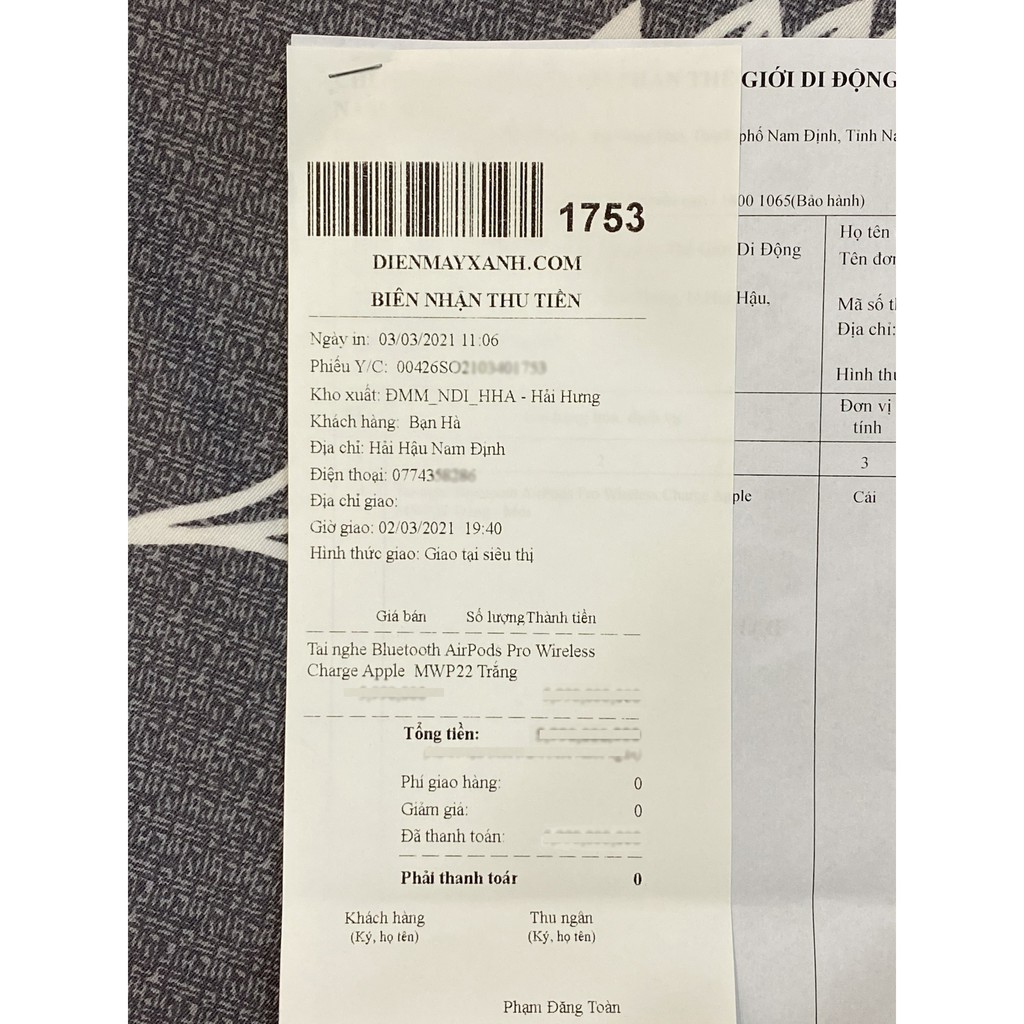 1753
DIENMAYXANH.COM
BIÊN NHẬN THU TIỀN
Ngày in: 03/03/2021 11:06
Phiếu Y/C: 00426SO2103401753
Kho xuất: ĐMM_NDI_HHA - Hải Hưng
Khách hàng: Bạn Hà
Địa chỉ: Hải Hậu Nam Định
Điện thoại: 0774
Địa chỉ giao:
Giờ giao: 02/03/2021 19:40
Hình thức giao: Giao tại siêu thị
Giá bán Số lượng Thành tiền
Tai nghe Bluetooth AirPods Pro Wireless
Charge Apple MWP22 Trắng
Tổng tiền:
Phí giao hàng: 0
Giảm giá: 0
Đã thanh toán:
Phải thanh toár 0
Khách hàng Thu ngân
(Ký, họ tên) (Ký, họ tên)
Phạm Đăng Toàn
GIỚI DI ĐỘNG
phố Nam Định, Tỉnh Na
00 1065(Bảo hành)
Di Động
Hậu,
Họ tên
Tên đơn
Mã số t
Địa chỉ:
Hình thu
Đơn vị
tính
3
ple
Cái